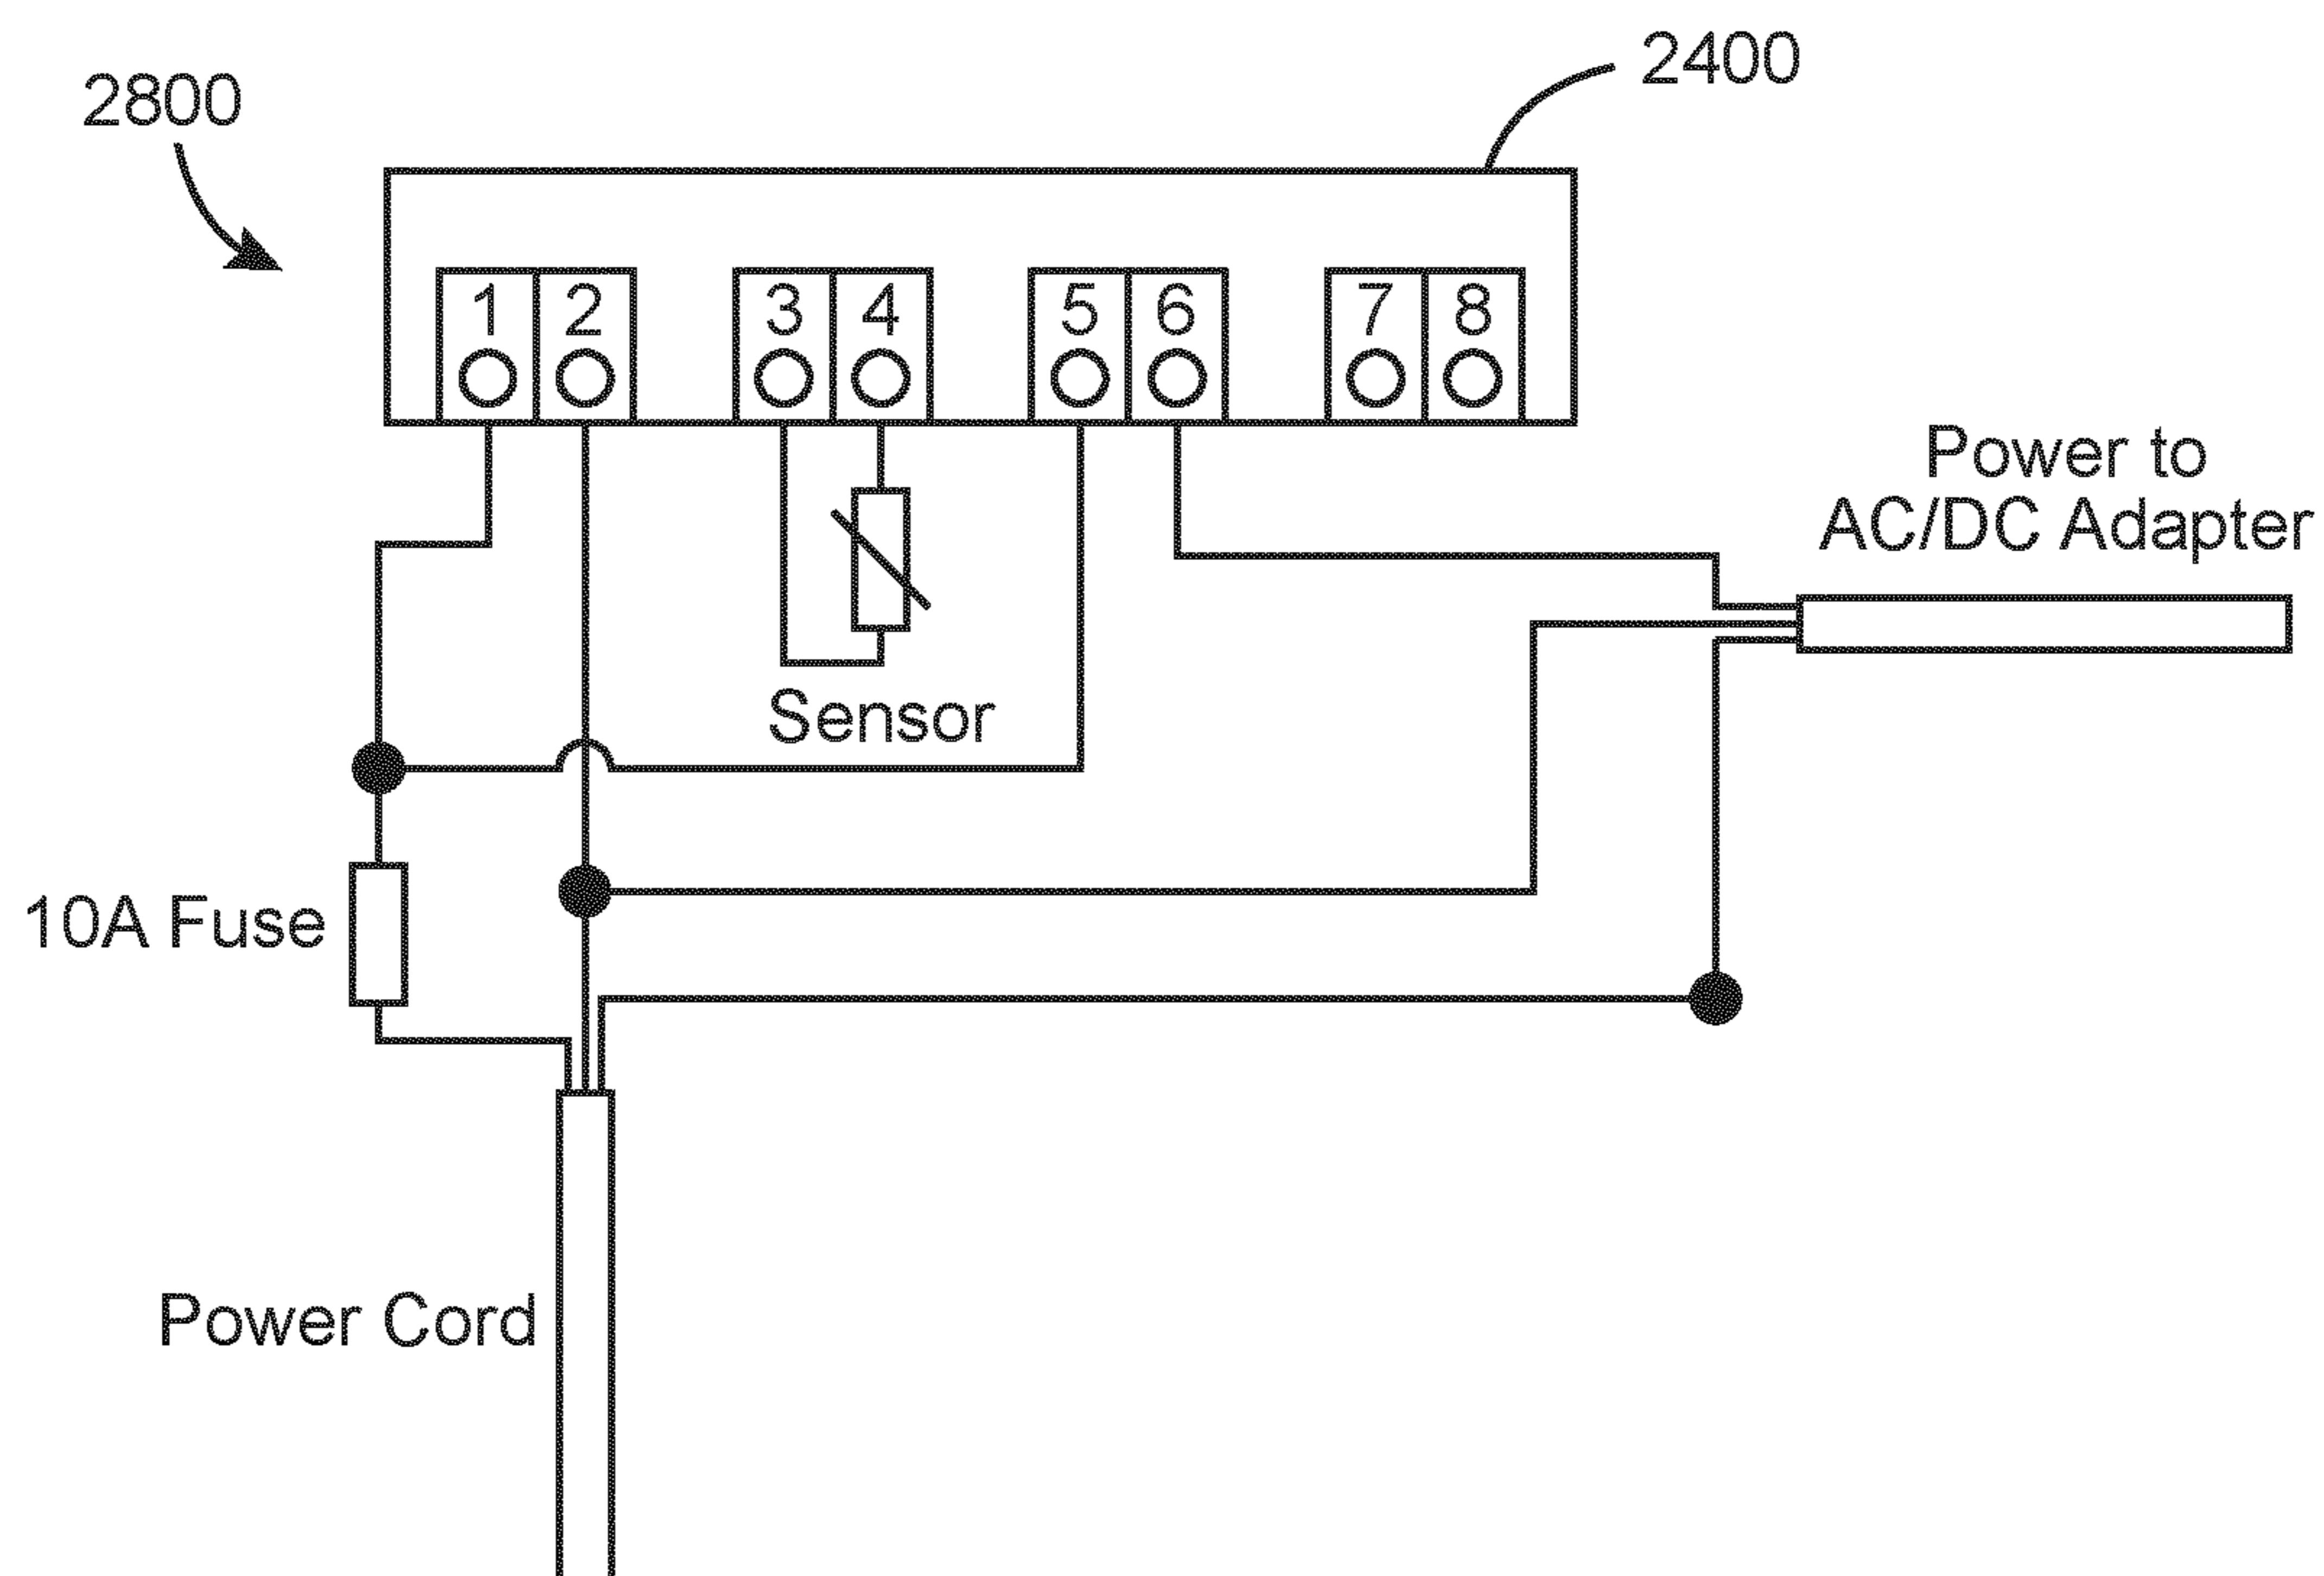 2400
2800
1 2 3 4 5 6 7 8
Power to
AC/DC Adapter
Sensor
10A Fuse
Power Cord